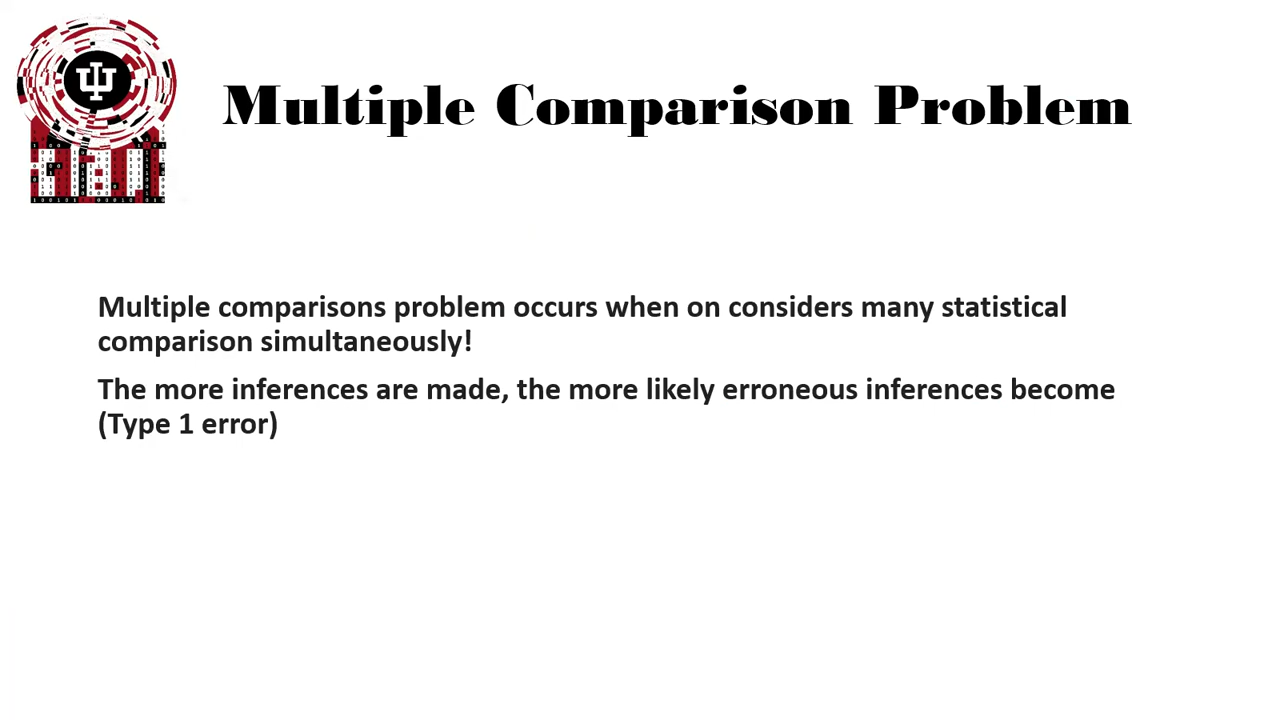 Multiple Comparison Problem
Multiple comparisons problem occurs when on considers many statistical
comparison simultaneously!
The more inferences are made, the more likely erroneous inferences become
(Type 1 error)